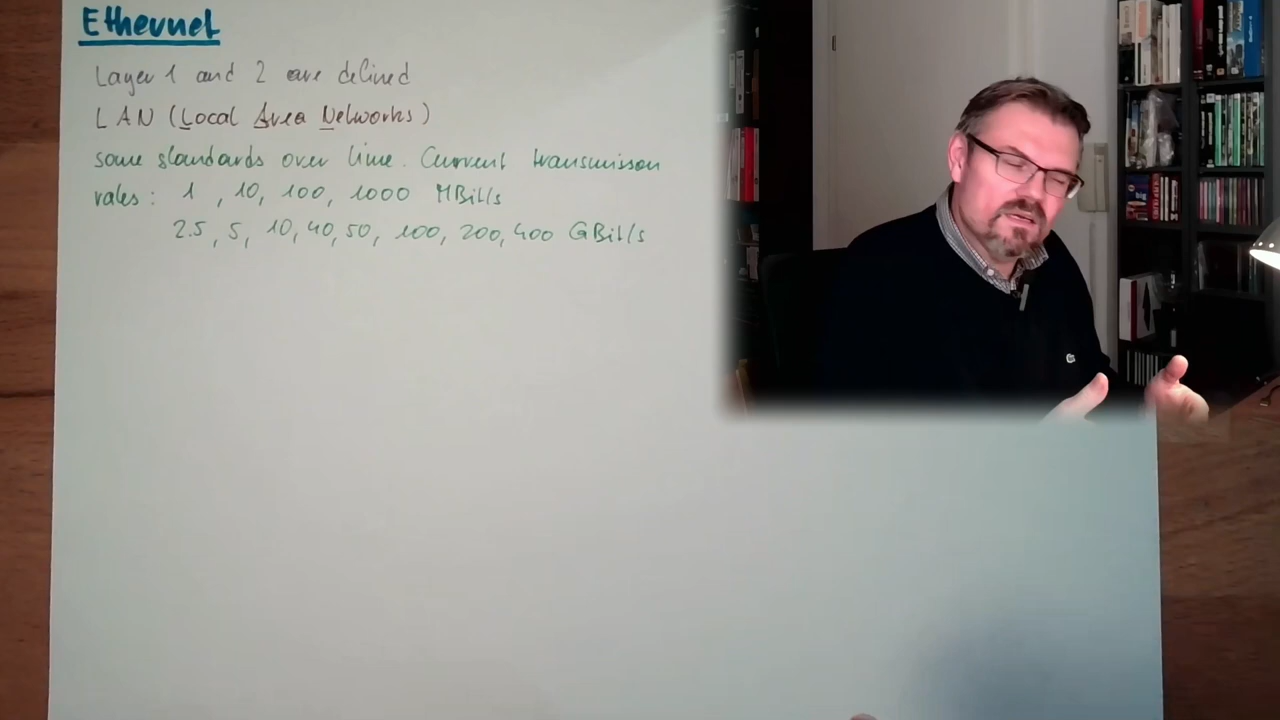 Ethernet
Layer 1 and 2 are defined
LAN (Local Area Networks)
some standards over time. Current transmisson
rates: 1, 10, 100, 1000 MBit/s
2.5, 5, 10, 40, 50, 100, 200, 400 GBit/s